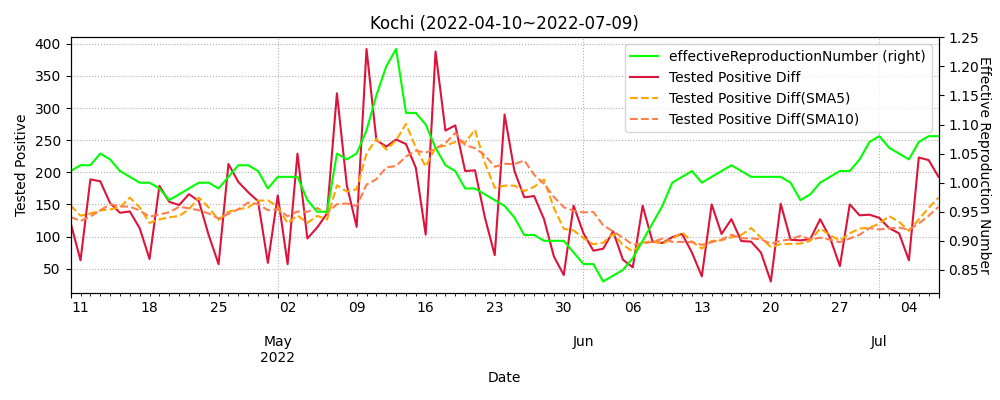 Kochi (2022-04-10~2022-07-09)
400
350
300
250
200
150
100
50
Tested Positive
effectiveReproductionNumber (right)
Tested Positive Diff
Tested Positive Diff(SMA5)
Tested Positive Diff(SMA10)
1.25
1.20
1.15
1.10
1.05
1.00
0.95
0.90
0.85
Effective Reproduction Number
11 18 25 02 09 16 23 30 06 13 20 27 04
May Jun Jul
2022
Date